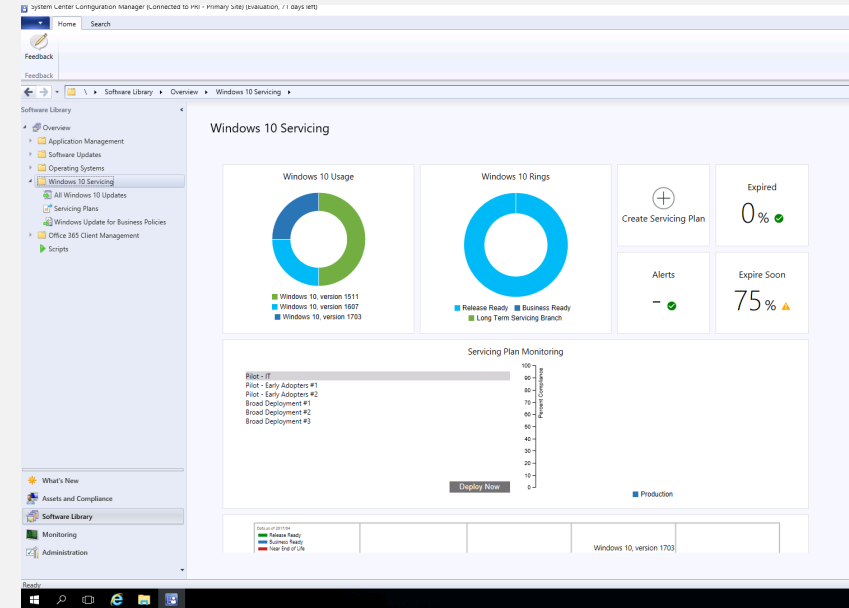 System Center Configuration Manager (Connected to PRI - Primary Site) (Evaluation, 71 days left)
Home Search
Feedback
Feedback
\ Software Library Overview Windows 10 Servicing
Software Library
Overview
Application Management
Software Updates
Operating Systems
Windows 10 Servicing
All Windows 10 Updates
Servicing Plans
Windows Update for Business Policies
Office 365 Client Management
Scripts
What's New
Assets and Compliance
Software Library
Monitoring
Administration
Windows 10 Servicing
Windows 10 Usage
Windows 10, version 1511
Windows 10, version 1607
Windows 10, version 1703
Windows 10 Rings
Release Ready Business Ready
Long Term Servicing Branch
Create Servicing Plan
Expired
0 %
Alerts
-
Expire Soon
75 %
Servicing Plan Monitoring
Pilot - IT
Pilot - Early Adopters #1
Pilot - Early Adopters #2
Broad Deployment #1
Broad Deployment #2
Broad Deployment #3
Deploy Now
100
90
80
70
60
50
40
30
20
10
0
Percent Compliance
Production
Data as of 2017/04
Release Ready
Business Ready
Near End of Life
Windows 10, version 1703
Ready